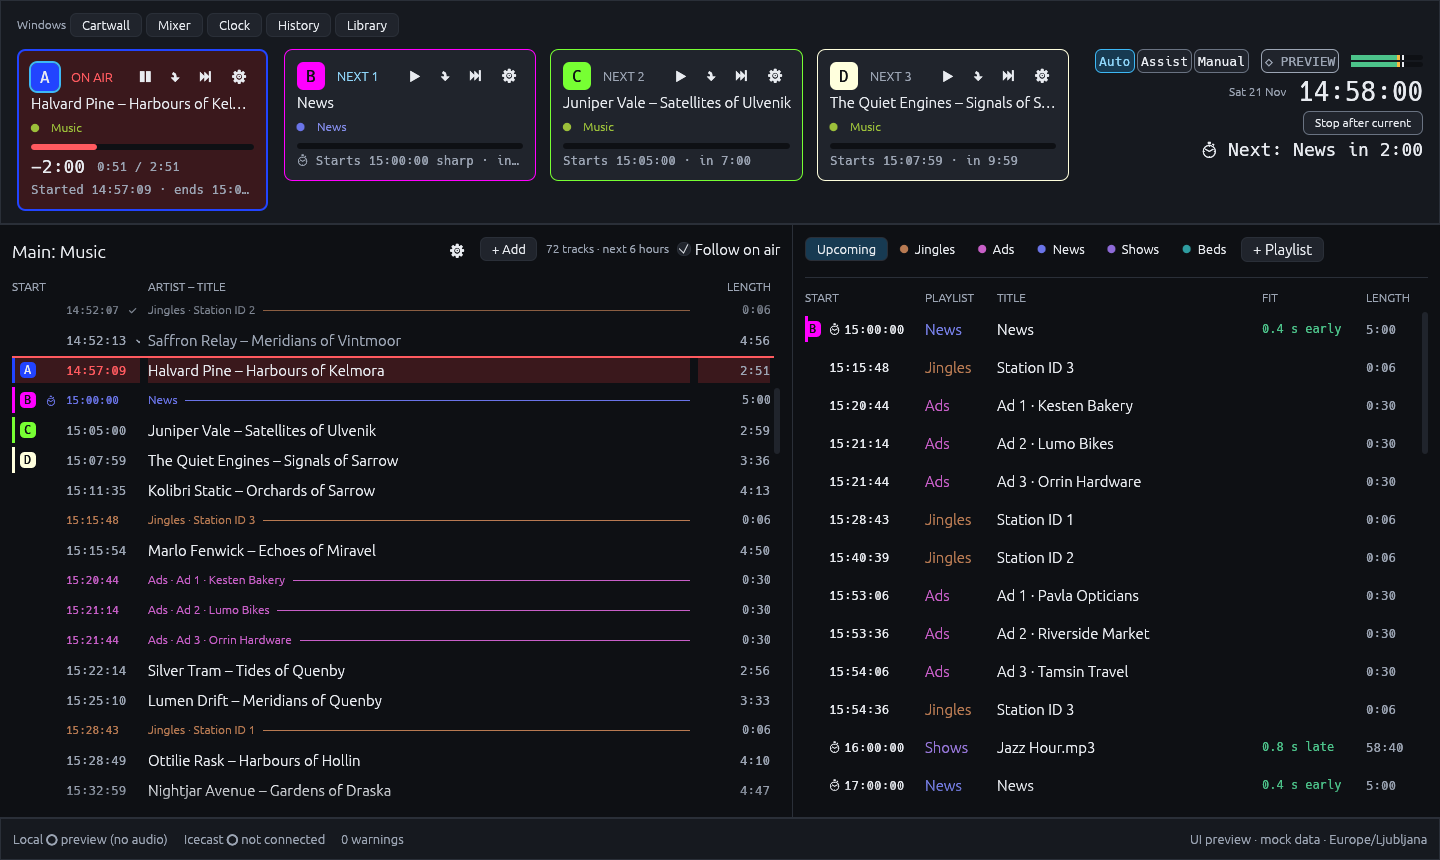 Windows Cartwall Mixer Clock History Library
A ON AIR
Halvard Pine – Harbours of Kel…
Music
−2:00 0:51 / 2:51
Started 14:57:09 · ends 15:0…
B NEXT 1
News
News
Starts 15:00:00 sharp · in…
C NEXT 2
Juniper Vale – Satellites of Ulvenik
Music
Starts 15:05:00 · in 7:00
D NEXT 3
The Quiet Engines – Signals of S…
Music
Starts 15:07:59 · in 9:59
Auto Assist Manual ◇ PREVIEW
Sat 21 Nov 14:58:00
Stop after current
Next: News in 2:00
Main: Music + Add 72 tracks · next 6 hours Follow on air
START ARTIST – TITLE LENGTH
14:52:07 Jingles · Station ID 2 0:06
14:52:13 Saffron Relay – Meridians of Vintmoor 4:56
A 14:57:09 Halvard Pine – Harbours of Kelmora 2:51
B 15:00:00 News 5:00
C 15:05:00 Juniper Vale – Satellites of Ulvenik 2:59
D 15:07:59 The Quiet Engines – Signals of Sarrow 3:36
15:11:35 Kolibri Static – Orchards of Sarrow 4:13
15:15:48 Jingles · Station ID 3 0:06
15:15:54 Marlo Fenwick – Echoes of Miravel 4:50
15:20:44 Ads · Ad 1 · Kesten Bakery 0:30
15:21:14 Ads · Ad 2 · Lumo Bikes 0:30
15:21:44 Ads · Ad 3 · Orrin Hardware 0:30
15:22:14 Silver Tram – Tides of Quenby 2:56
15:25:10 Lumen Drift – Meridians of Quenby 3:33
15:28:43 Jingles · Station ID 1 0:06
15:28:49 Ottilie Rask – Harbours of Hollin 4:10
15:32:59 Nightjar Avenue – Gardens of Draska 4:47
Upcoming Jingles Ads News Shows Beds + Playlist
START PLAYLIST TITLE FIT LENGTH
B 15:00:00 News News 0.4 s early 5:00
15:15:48 Jingles Station ID 3 0:06
15:20:44 Ads Ad 1 · Kesten Bakery 0:30
15:21:14 Ads Ad 2 · Lumo Bikes 0:30
15:21:44 Ads Ad 3 · Orrin Hardware 0:30
15:28:43 Jingles Station ID 1 0:06
15:40:39 Jingles Station ID 2 0:06
15:53:06 Ads Ad 1 · Pavla Opticians 0:30
15:53:36 Ads Ad 2 · Riverside Market 0:30
15:54:06 Ads Ad 3 · Tamsin Travel 0:30
15:54:36 Jingles Station ID 3 0:06
16:00:00 Shows Jazz Hour.mp3 0.8 s late 58:40
17:00:00 News News 0.4 s early 5:00
Local preview (no audio) Icecast not connected 0 warnings
UI preview · mock data · Europe/Ljubljana